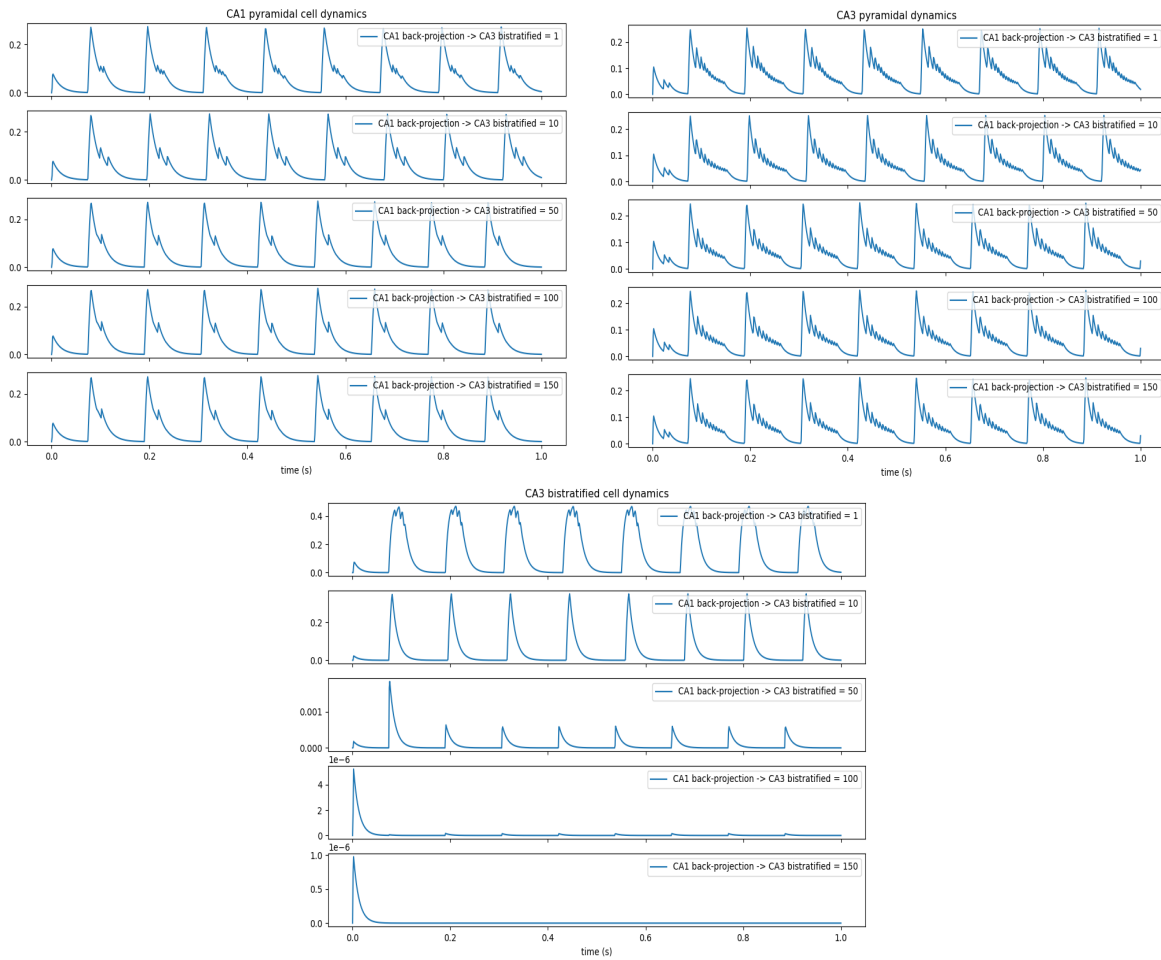 CA1 pyramidal cell dynamics
0.2
0.0
CA1 back-projection -> CA3 bistratified = 1
0.2
0.0
CA1 back-projection -> CA3 bistratified = 10
0.2
0.0
CA1 back-projection -> CA3 bistratified = 50
0.2
0.0
CA1 back-projection -> CA3 bistratified = 100
0.2
0.0
CA1 back-projection -> CA3 bistratified = 150
0.0 0.2 0.4 0.6 0.8 1.0
time (s)
CA3 pyramidal dynamics
0.2
0.1
0.0
CA1 back-projection -> CA3 bistratified = 1
0.2
0.1
0.0
CA1 back-projection -> CA3 bistratified = 10
0.2
0.1
0.0
CA1 back-projection -> CA3 bistratified = 50
0.2
0.1
0.0
CA1 back-projection -> CA3 bistratified = 100
0.2
0.1
0.0
CA1 back-projection -> CA3 bistratified = 150
0.0 0.2 0.4 0.6 0.8 1.0
time (s)
CA3 bistratified cell dynamics
0.4
0.2
0.0
CA1 back-projection -> CA3 bistratified = 1
0.2
0.0
CA1 back-projection -> CA3 bistratified = 10
0.001
0.000
CA1 back-projection -> CA3 bistratified = 50
1e-6
4
2
0
CA1 back-projection -> CA3 bistratified = 100
1e-6
1.0
0.5
0.0
CA1 back-projection -> CA3 bistratified = 150
0.0 0.2 0.4 0.6 0.8 1.0
time (s)